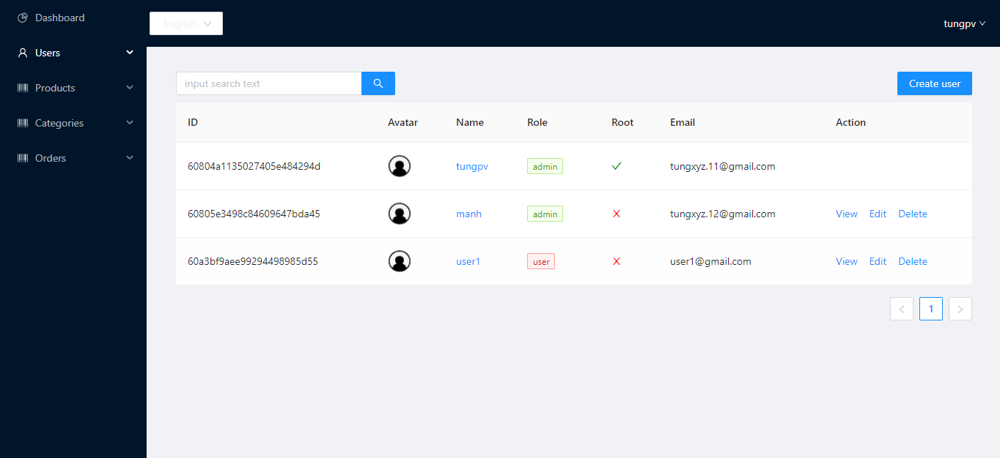 Dashboard
Users
Products
Categories
Orders
English
tungpv
input search text
Create user
ID Avatar Name Role Root Email Action
60804a1135027405e484294d tungpv admin tungxyz.11@gmail.com
60805e3498c84609647bda45 manh admin tungxyz.12@gmail.com View Edit Delete
60a3bf9aee99294498985d55 user1 user user1@gmail.com View Edit Delete
< 1 >